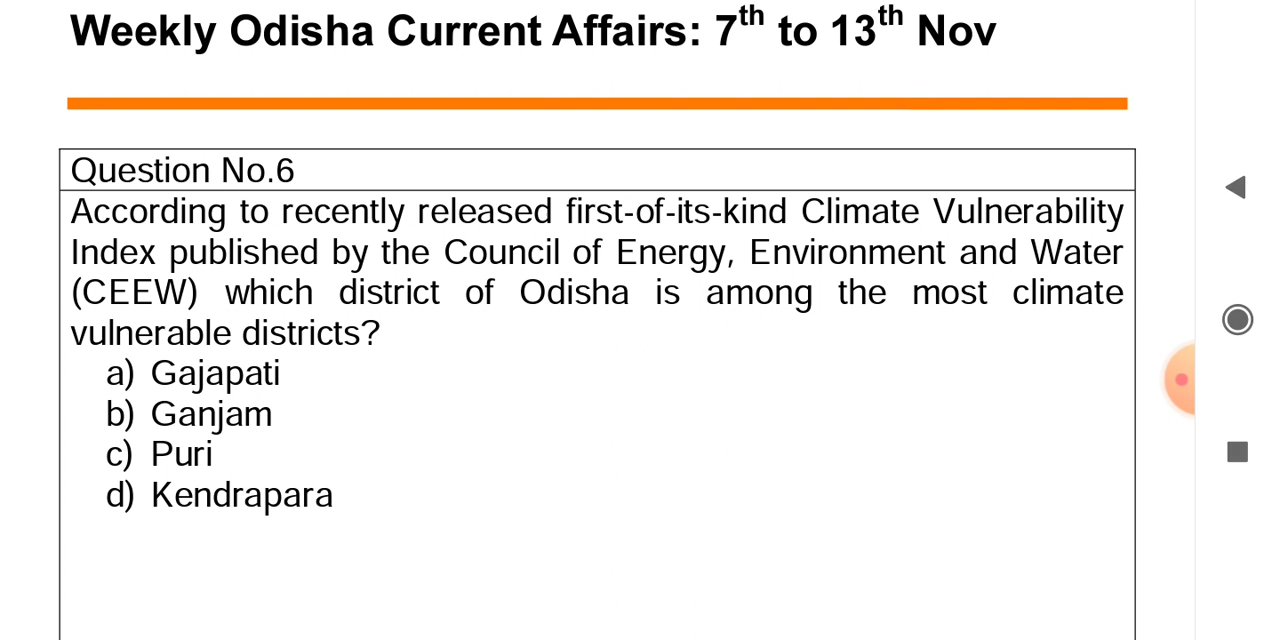 Weekly Odisha Current Affairs: 7th to 13th Nov
Question No.6
According to recently released first-of-its-kind Climate Vulnerability
Index published by the Council of Energy, Environment and Water
(CEEW) which district of Odisha is among the most climate
vulnerable districts?
a) Gajapati
b) Ganjam
c) Puri
d) Kendrapara